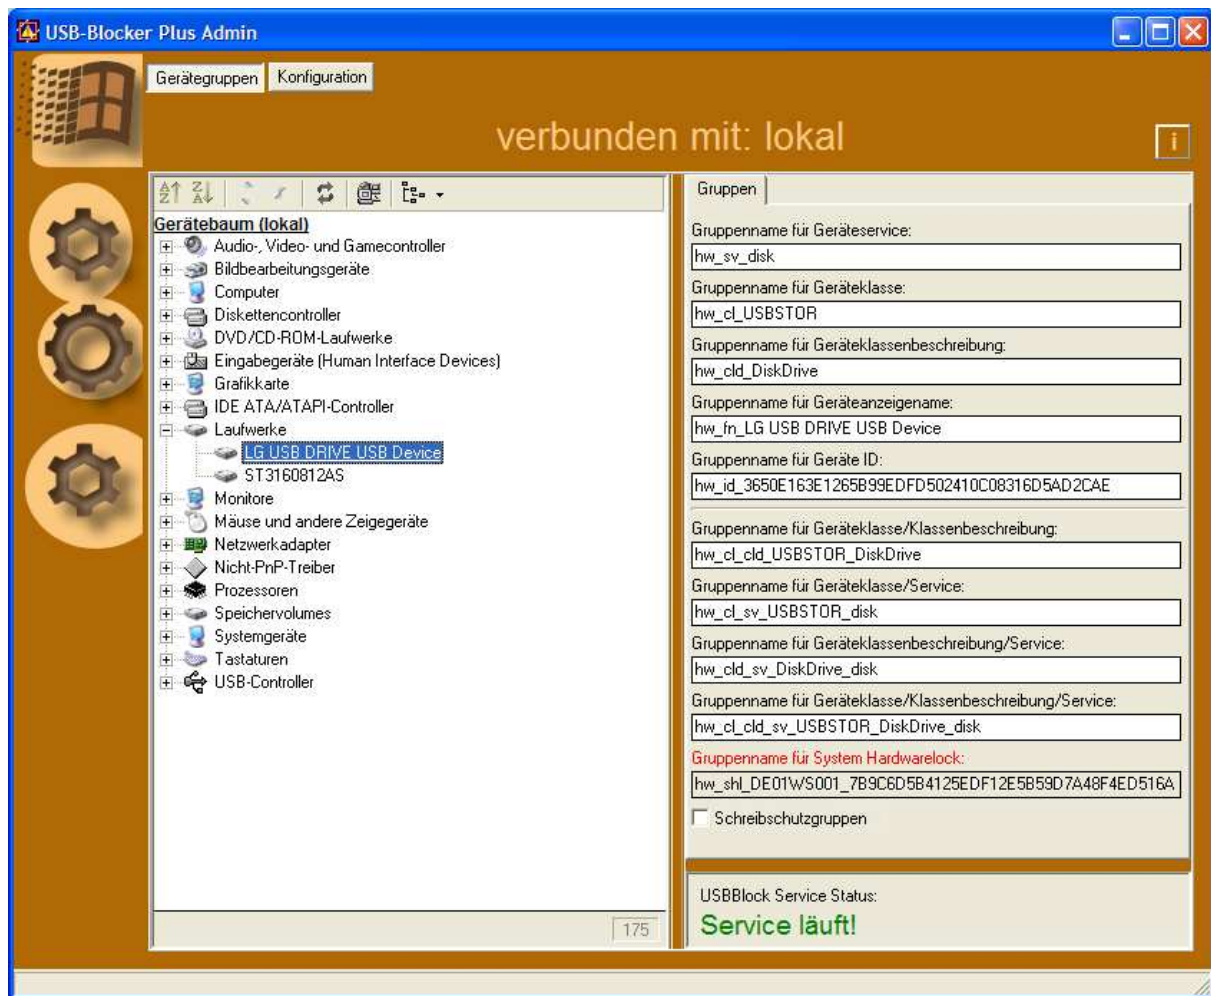 USB-Blocker Plus Admin
Gerätegruppen
Konfiguration
verbunden mit: lokal
i
Gerätebaum (lokal)
Audio-, Video- und Gamecontroller
Bildbearbeitungsgeräte
Computer
Diskettencontroller
DVD/CD-ROM-Laufwerke
Eingabegeräte (Human Interface Devices)
Grafikkarte
IDE ATA/ATAPI-Controller
Laufwerke
LG USB DRIVE USB Device
ST3160812AS
Monitore
Mäuse und andere Zeigegeräte
Netzwerkadapter
Nicht-PnP-Treiber
Prozessoren
Speichervolumes
Systemgeräte
Tastaturen
USB-Controller
175
Gruppen
Gruppenname für Geräteservice:
hw_sv_disk
Gruppenname für Geräteklasse:
hw_cl_USBSTOR
Gruppenname für Geräteklassenbeschreibung:
hw_cld_DiskDrive
Gruppenname für Geräteanzeigename:
hw_fn_LG USB DRIVE USB Device
Gruppenname für Geräte ID:
hw_id_3650E163E1265B99EDFD502410C08316D5AD2CAE
Gruppenname für Geräteklasse/Klassenbeschreibung:
hw_cl_cld_USBSTOR_DiskDrive
Gruppenname für Geräteklasse/Service:
hw_cl_sv_USBSTOR_disk
Gruppenname für Geräteklassenbeschreibung/Service:
hw_cld_sv_DiskDrive_disk
Gruppenname für Geräteklasse/Klassenbeschreibung/Service:
hw_cl_cld_sv_USBSTOR_DiskDrive_disk
Gruppenname für System Hardwarelock:
hw_shl_DE01WS001_7B9C6D5B4125EDF12E5B59D7A48F4ED516A
Schreibschutzgruppen
USBBlock Service Status:
Service läuft!